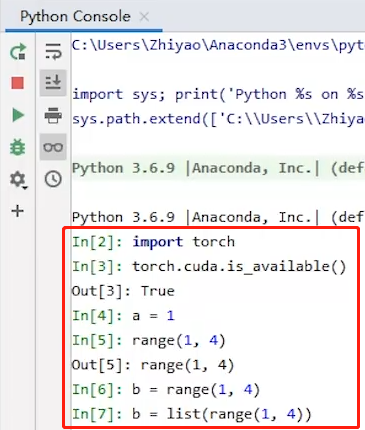 Python Console ×
C:\Users\Zhiyao\Anaconda3\envs\pyt
import sys; print('Python %s on %s
sys.path.extend(['C:\\Users\\Zhiya
Python 3.6.9 |Anaconda, Inc.| (def
Python 3.6.9 |Anaconda, Inc.| (def
In[2]: import torch
In[3]: torch.cuda.is_available()
Out[3]: True
In[4]: a = 1
In[5]: range(1, 4)
Out[5]: range(1, 4)
In[6]: b = range(1, 4)
In[7]: b = list(range(1, 4))